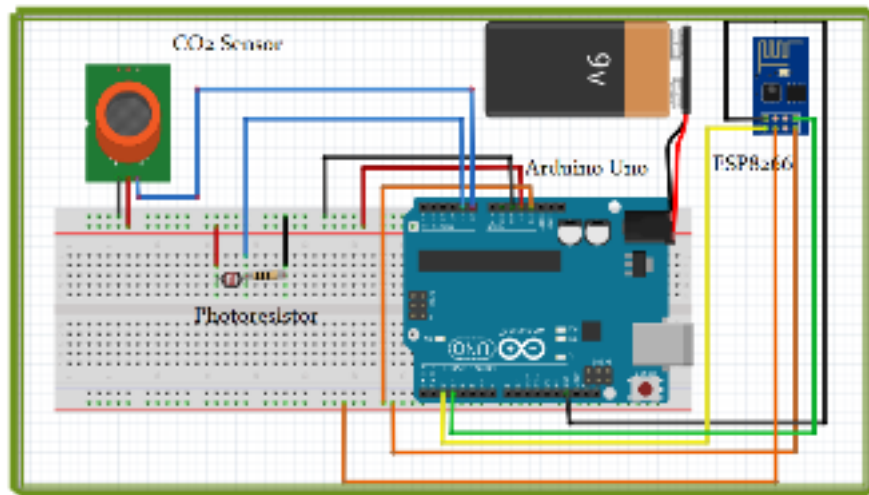 CO2 Sensor
9v
ESP8266
Arduino Uno
Photoresistor
UNO